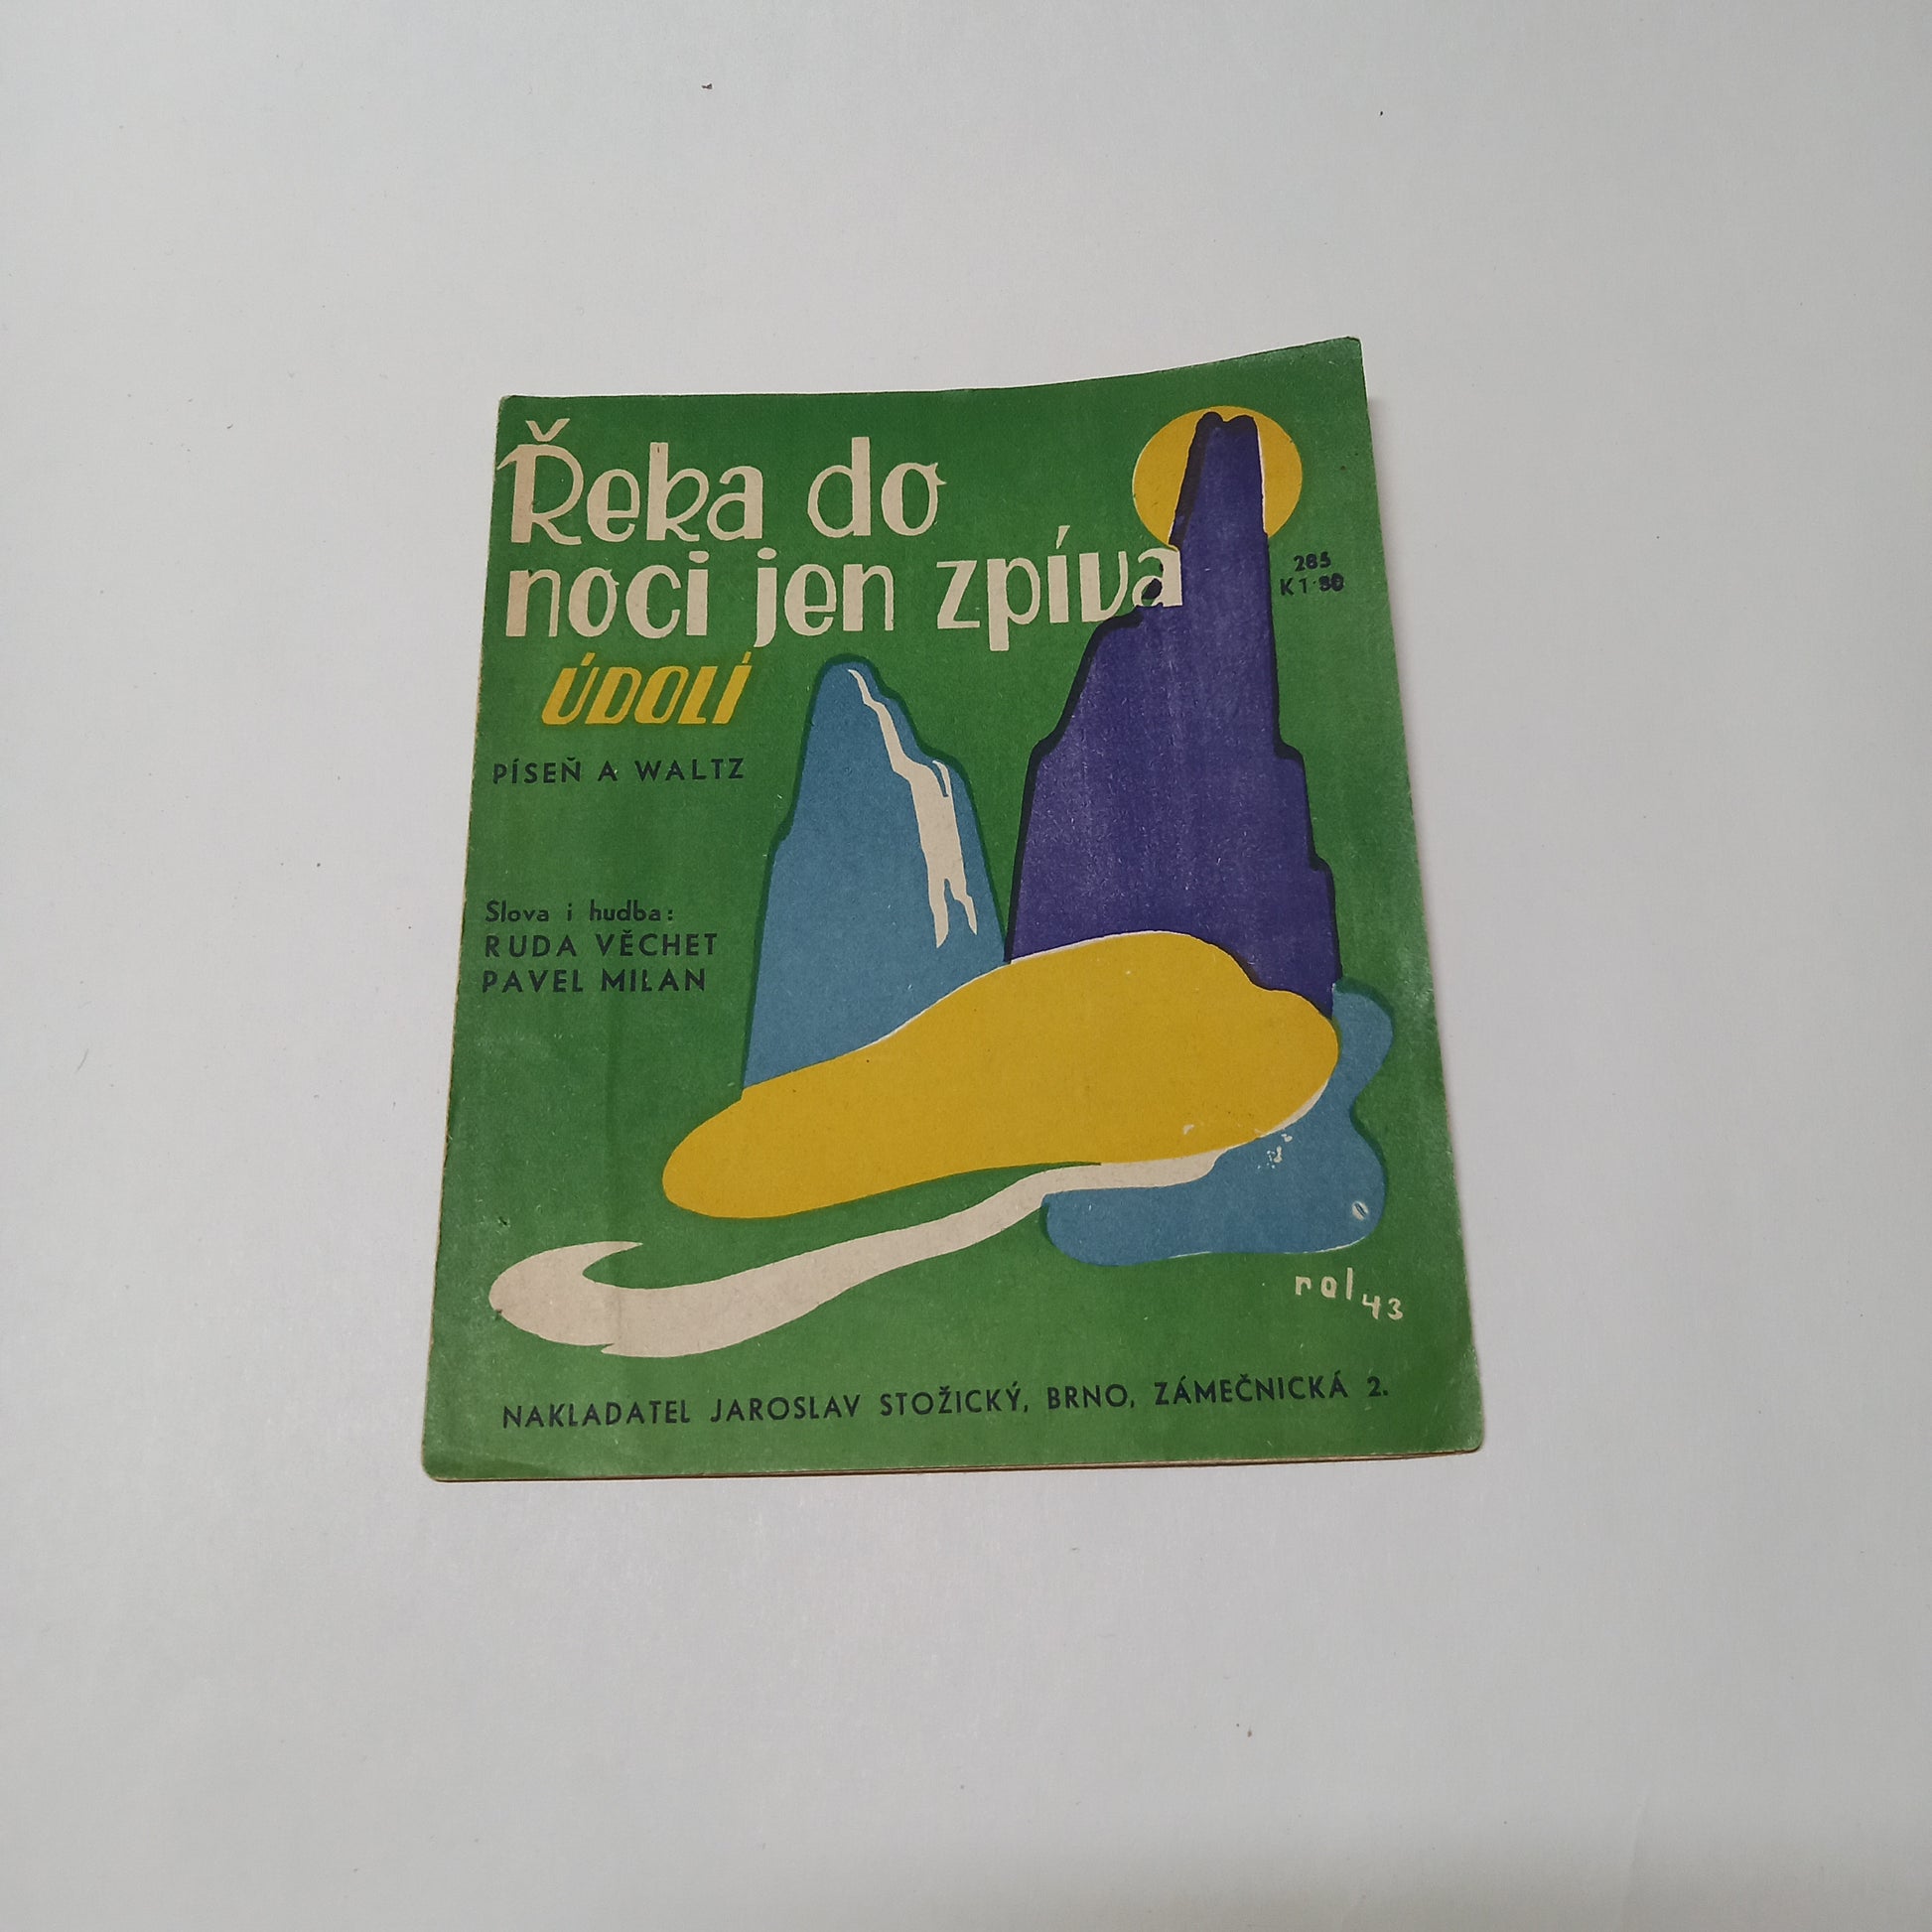 Řeka do
noci jen zpívá
ÚDOLÍ
PÍSEŇ A WALTZ
285
K 1·80
Slova i hudba:
RUDA VĚCHET
PAVEL MILAN
ral 43
NAKLADATEL JAROSLAV STOŽICKÝ, BRNO, ZÁMEČNICKÁ 2.